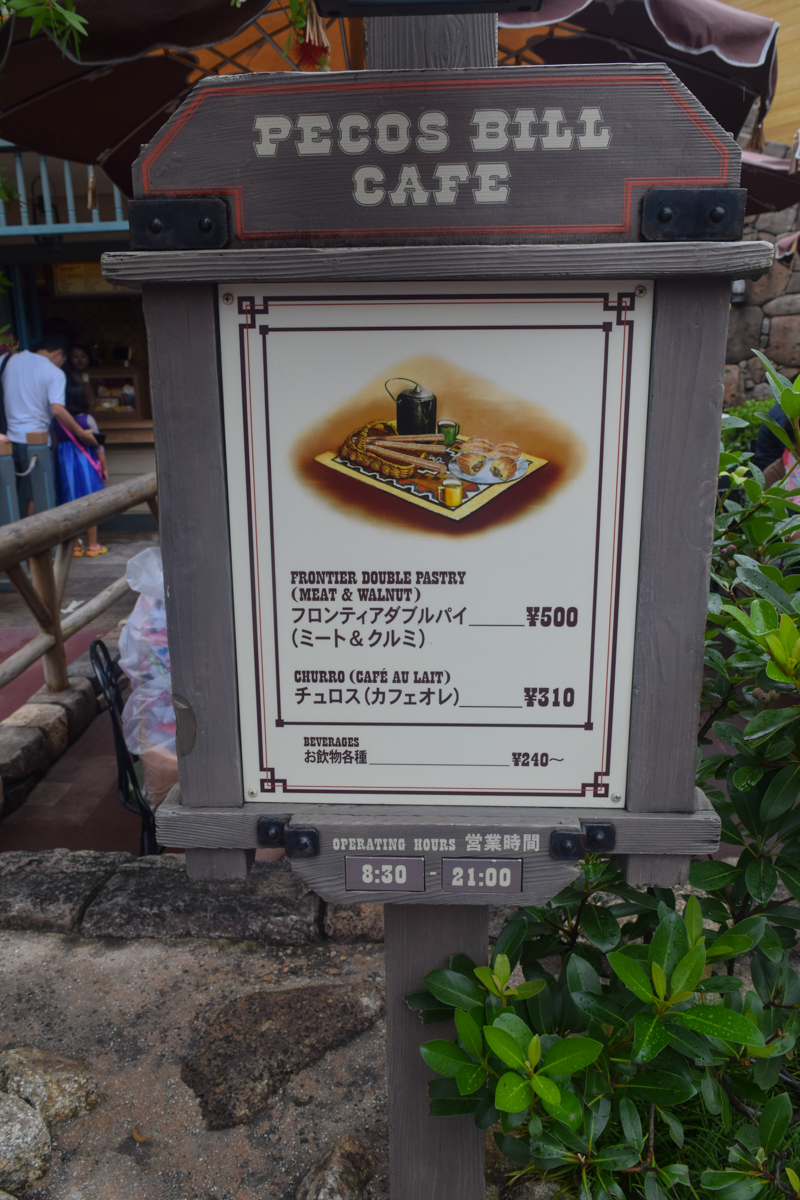 PECOS BILL
CAFE
FRONTIER DOUBLE PASTRY
(MEAT & WALNUT)
フロンティアダブルパイ ¥500
(ミート&クルミ)
CHURRO (CAFÉ AU LAIT)
チュロス(カフェオレ) ¥310
BEVERAGES
お飲物各種 ¥240〜
OPERATING HOURS 営業時間
8:30 - 21:00